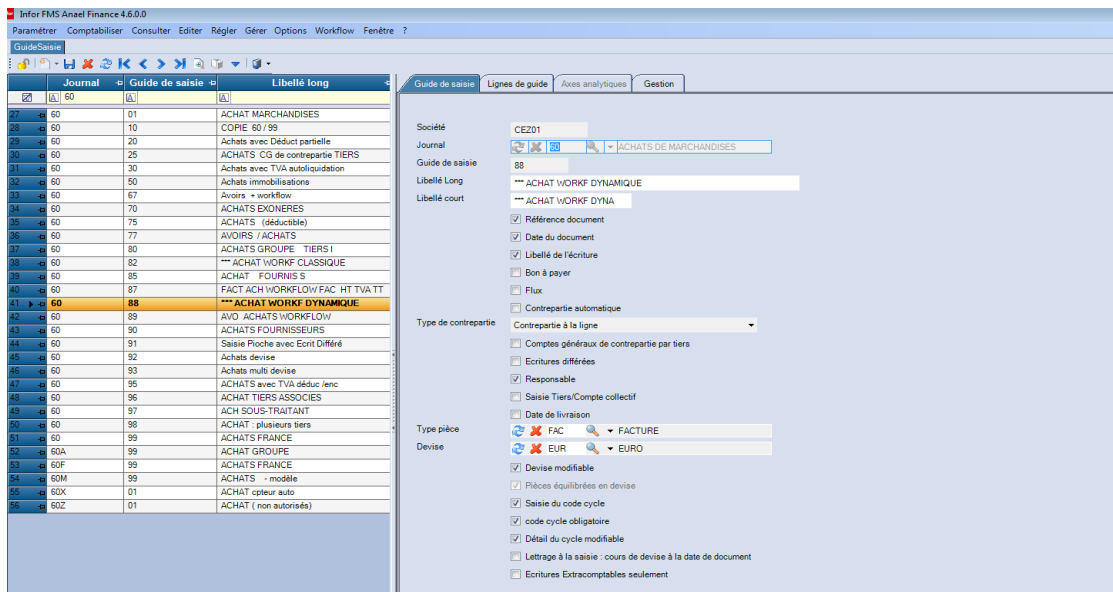 Infor FMS Anael Finance 4.6.0.0
Paramétrer Comptabiliser Consulter Editer Régler Gérer Options Workflow Fenêtre ?
GuideSaisie
Journal Guide de saisie Libellé long
60
27 60 01 ACHAT MARCHANDISES
28 60 10 COPIE 60 / 99
29 60 20 Achats avec Déduct partielle
30 60 25 ACHATS CG de contrepartie TIERS
31 60 30 Achats avec TVA autoliquidation
32 60 50 Achats immobilisations
33 60 67 Avoirs + workflow
34 60 70 ACHATS EXONERES
35 60 75 ACHATS (déductible)
36 60 77 AVOIRS / ACHATS
37 60 80 ACHATS GROUPE TIERS I
38 60 82 *** ACHAT WORKF CLASSIQUE
39 60 85 ACHAT FOURNIS S
40 60 87 FACT ACH WORKFLOW FAC HT TVA TT
41 60 88 *** ACHAT WORKF DYNAMIQUE
42 60 89 AVO ACHATS WORKFLOW
43 60 90 ACHATS FOURNISSEURS
44 60 91 Saisie Pioche avec Ecrit Différé
45 60 92 Achats devise
46 60 93 Achats multi devise
47 60 95 ACHATS avec TVA déduc /enc
48 60 96 ACHAT TIERS ASSOCIES
49 60 97 ACH SOUS-TRAITANT
50 60 98 ACHAT : plusieurs tiers
51 60 99 ACHATS FRANCE
52 60A 99 ACHAT GROUPE
53 60F 99 ACHATS FRANCE
54 60M 99 ACHATS - modèle
55 60X 01 ACHAT cpteur auto
56 60Z 01 ACHAT ( non autorisés)
Guide de saisie Lignes de guide Axes analytiques Gestion
Société CEZ01
Journal 60 ACHATS DE MARCHANDISES
Guide de saisie 88
Libellé Long *** ACHAT WORKF DYNAMIQUE
Libellé court *** ACHAT WORKF DYNA
Référence document
Date du document
Libellé de l'écriture
Bon à payer
Flux
Contrepartie automatique
Type de contrepartie Contrepartie à la ligne
Comptes généraux de contrepartie par tiers
Ecritures différées
Responsable
Saisie Tiers/Compte collectif
Date de livraison
Type pièce FAC FACTURE
Devise EUR EURO
Devise modifiable
Pièces équilibrées en devise
Saisie du code cycle
code cycle obligatoire
Détail du cycle modifiable
Lettrage à la saisie : cours de devise à la date de document
Ecritures Extracomptables seulement